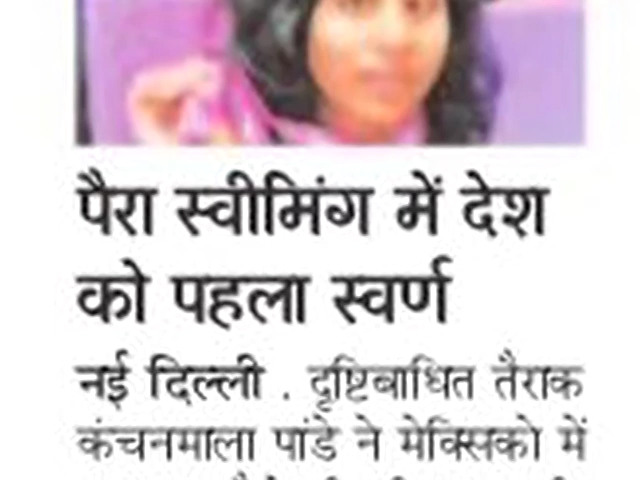 पैरा स्वीमिंग में देश
को पहला स्वर्ण
नई दिल्ली . दृष्टिबाधित तैराक
कंचनमाला पांडे ने मेक्सिको में